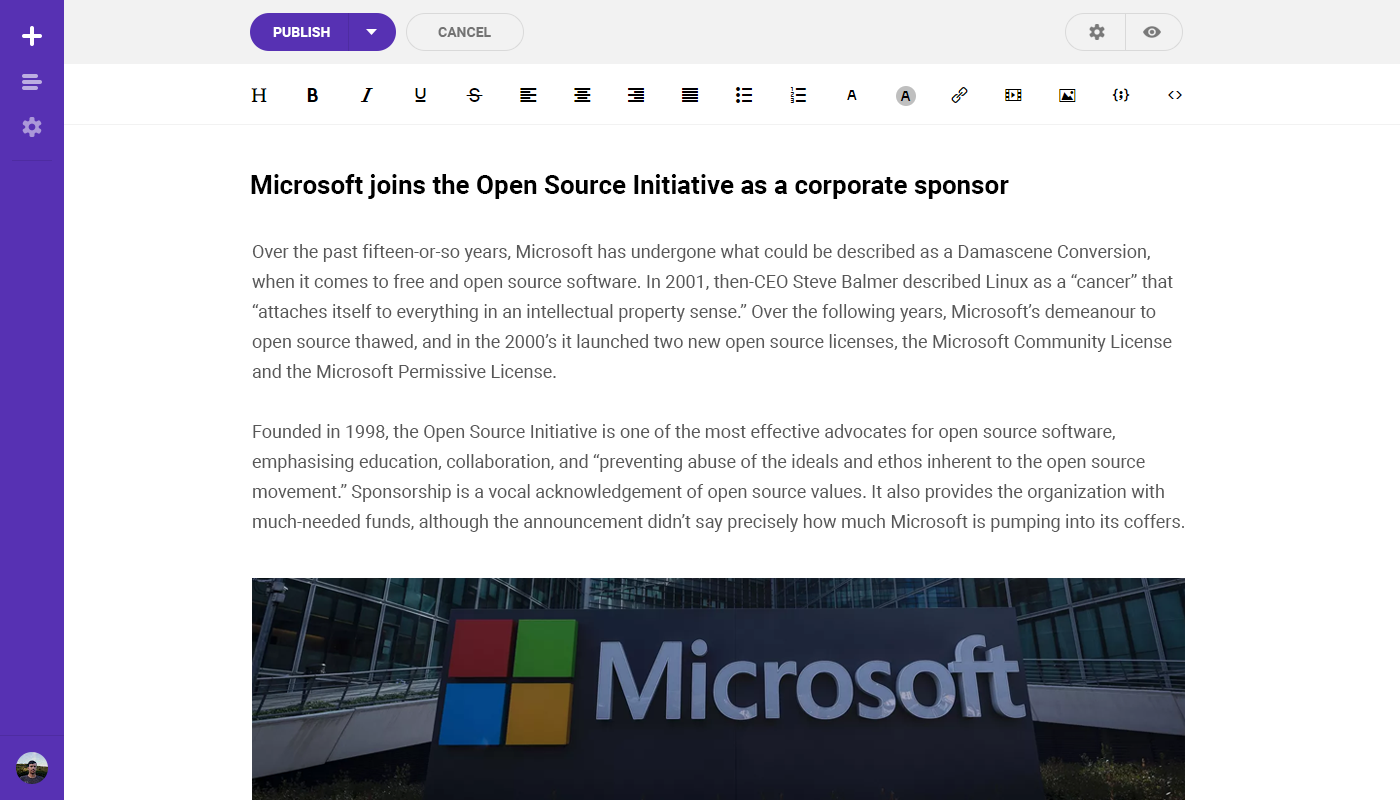 PUBLISH
CANCEL
H B I U S A A {;} <>
Microsoft joins the Open Source Initiative as a corporate sponsor
Over the past fifteen-or-so years, Microsoft has undergone what could be described as a Damascene Conversion,
when it comes to free and open source software. In 2001, then-CEO Steve Balmer described Linux as a “cancer” that
“attaches itself to everything in an intellectual property sense.” Over the following years, Microsoft’s demeanour to
open source thawed, and in the 2000’s it launched two new open source licenses, the Microsoft Community License
and the Microsoft Permissive License.
Founded in 1998, the Open Source Initiative is one of the most effective advocates for open source software,
emphasising education, collaboration, and “preventing abuse of the ideals and ethos inherent to the open source
movement.” Sponsorship is a vocal acknowledgement of open source values. It also provides the organization with
much-needed funds, although the announcement didn’t say precisely how much Microsoft is pumping into its coffers.
Microsoft